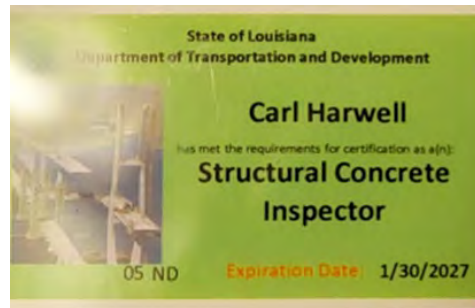 State of Louisiana
Department of Transportation and Development
Carl Harwell
has met the requirements for certification as a(n):
Structural Concrete
Inspector
05 ND
Expiration Date: 1/30/2027